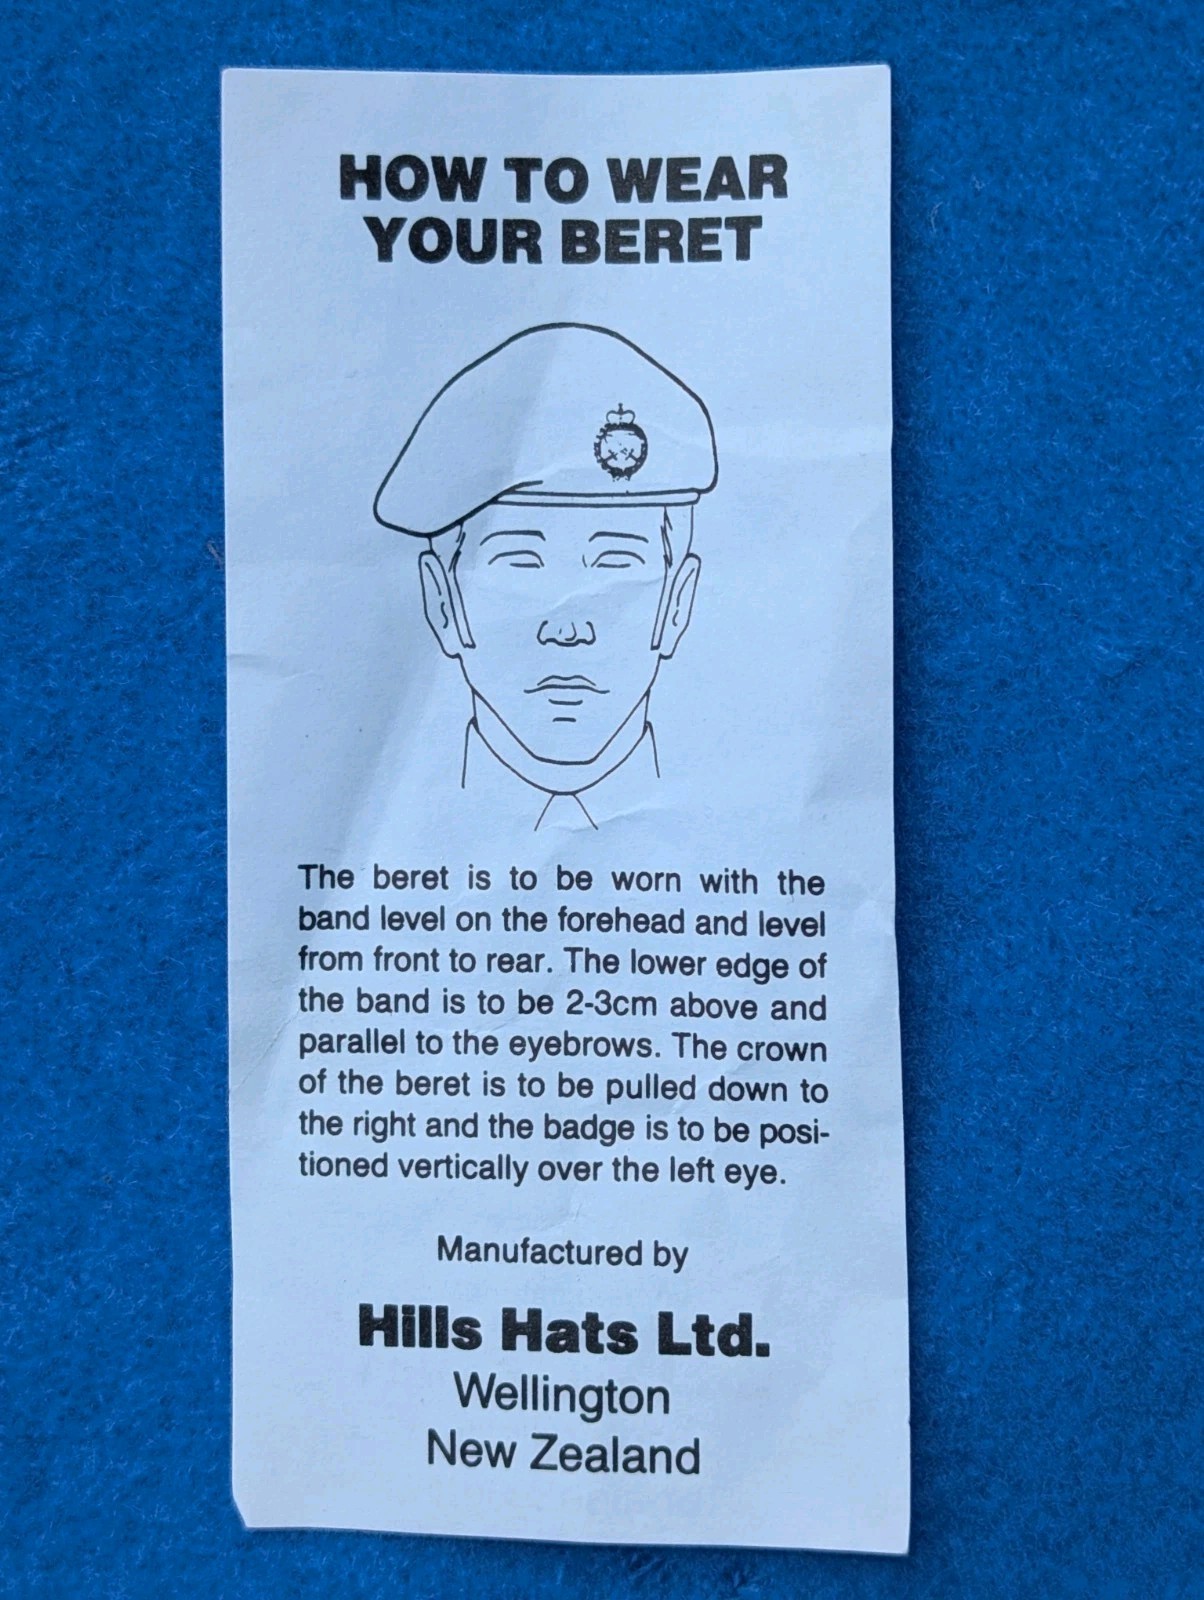 HOW TO WEAR
YOUR BERET
The beret is to be worn with the
band level on the forehead and level
from front to rear. The lower edge of
the band is to be 2-3cm above and
parallel to the eyebrows. The crown
of the beret is to be pulled down to
the right and the badge is to be posi-
tioned vertically over the left eye.
Manufactured by
Hills Hats Ltd.
Wellington
New Zealand